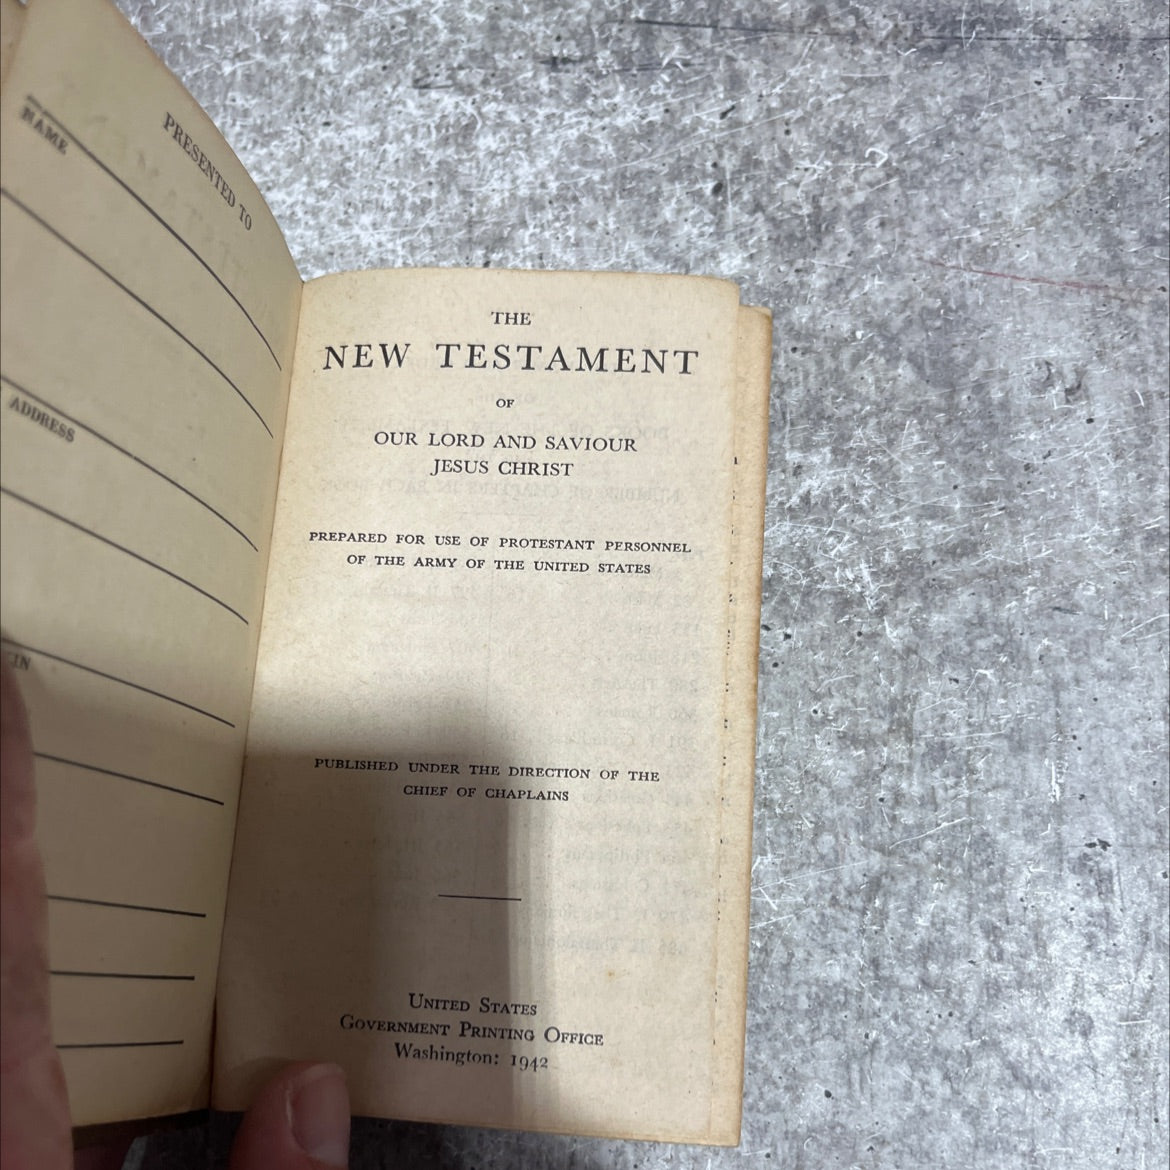 PRESENTED TO
NAME
ADDRESS
THE
NEW TESTAMENT
OF
OUR LORD AND SAVIOUR
JESUS CHRIST
PREPARED FOR USE OF PROTESTANT PERSONNEL
OF THE ARMY OF THE UNITED STATES
PUBLISHED UNDER THE DIRECTION OF THE
CHIEF OF CHAPLAINS
UNITED STATES
GOVERNMENT PRINTING OFFICE
Washington: 1942